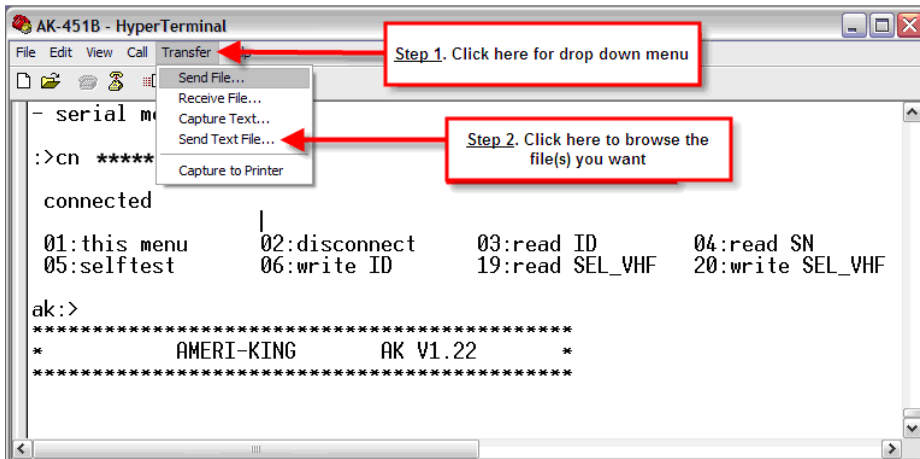 AK-451B - HyperTerminal
File Edit View Call Transfer
Step 1. Click here for drop down menu
Send File...
Receive File...
Capture Text...
Send Text File...
Capture to Printer
Step 2. Click here to browse the
file(s) you want
- serial
:>cn *****
connected
01:this menu 02:disconnect 03:read ID 04:read SN
05:selftest 06:write ID 19:read SEL_VHF 20:write SEL_VHF
ak:>
*********************************************
* AMERI-KING AK V1.22 *
*********************************************